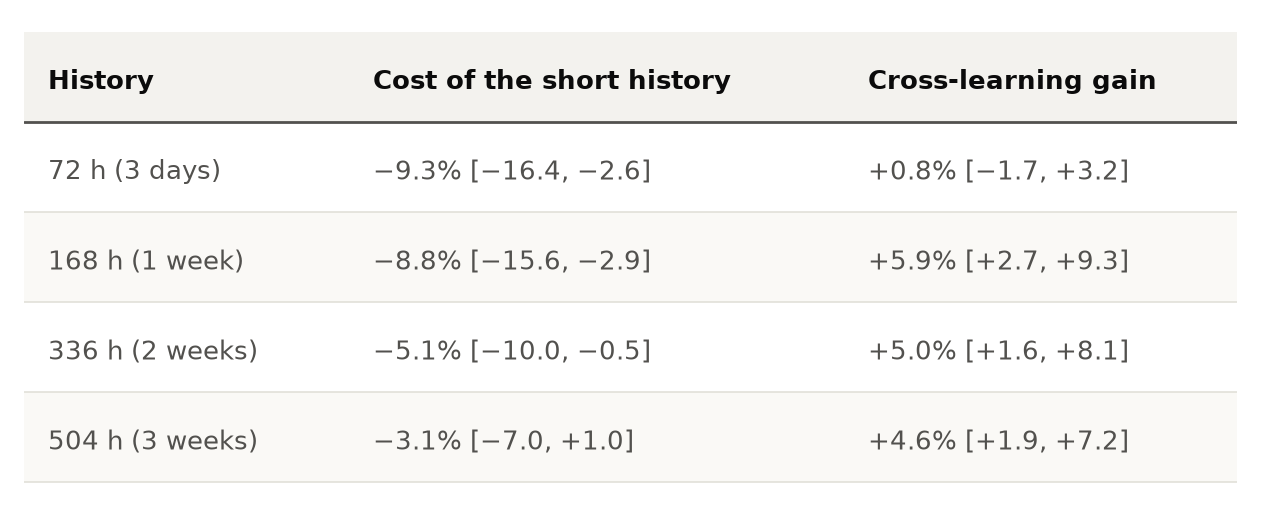 History Cost of the short history Cross-learning gain
72 h (3 days) −9.3% [−16.4, −2.6] +0.8% [−1.7, +3.2]
168 h (1 week) −8.8% [−15.6, −2.9] +5.9% [+2.7, +9.3]
336 h (2 weeks) −5.1% [−10.0, −0.5] +5.0% [+1.6, +8.1]
504 h (3 weeks) −3.1% [−7.0, +1.0] +4.6% [+1.9, +7.2]